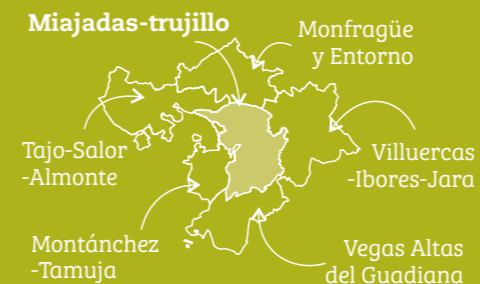 Miajadas-trujillo
Monfragüe
y Entorno
Tajo-Salor
-Almonte
Villuercas
-Ibores-Jara
Montánchez
-Tamuja
Vegas Altas
del Guadiana